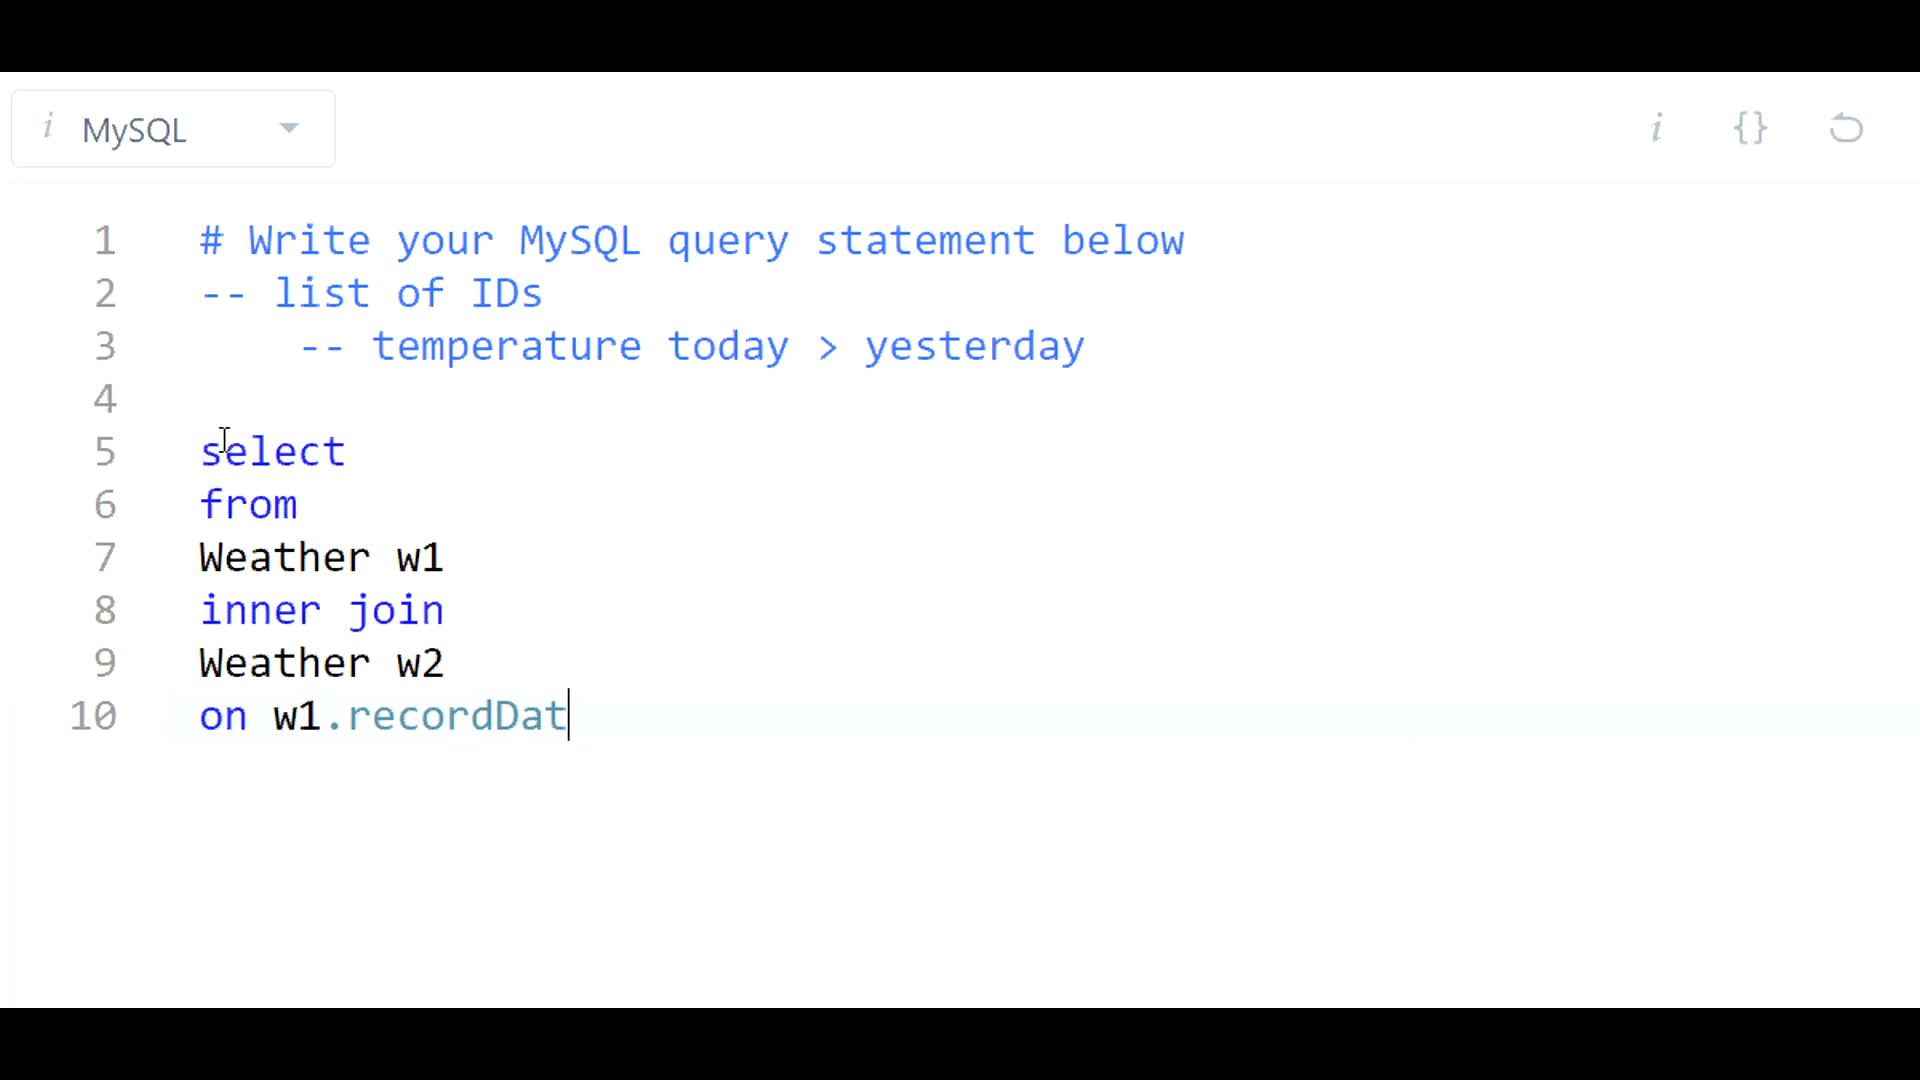 MySQL
1 # Write your MySQL query statement below
2 -- list of IDs
3 -- temperature today > yesterday
4
5 select
6 from
7 Weather w1
8 inner join
9 Weather w2
10 on w1.recordDat